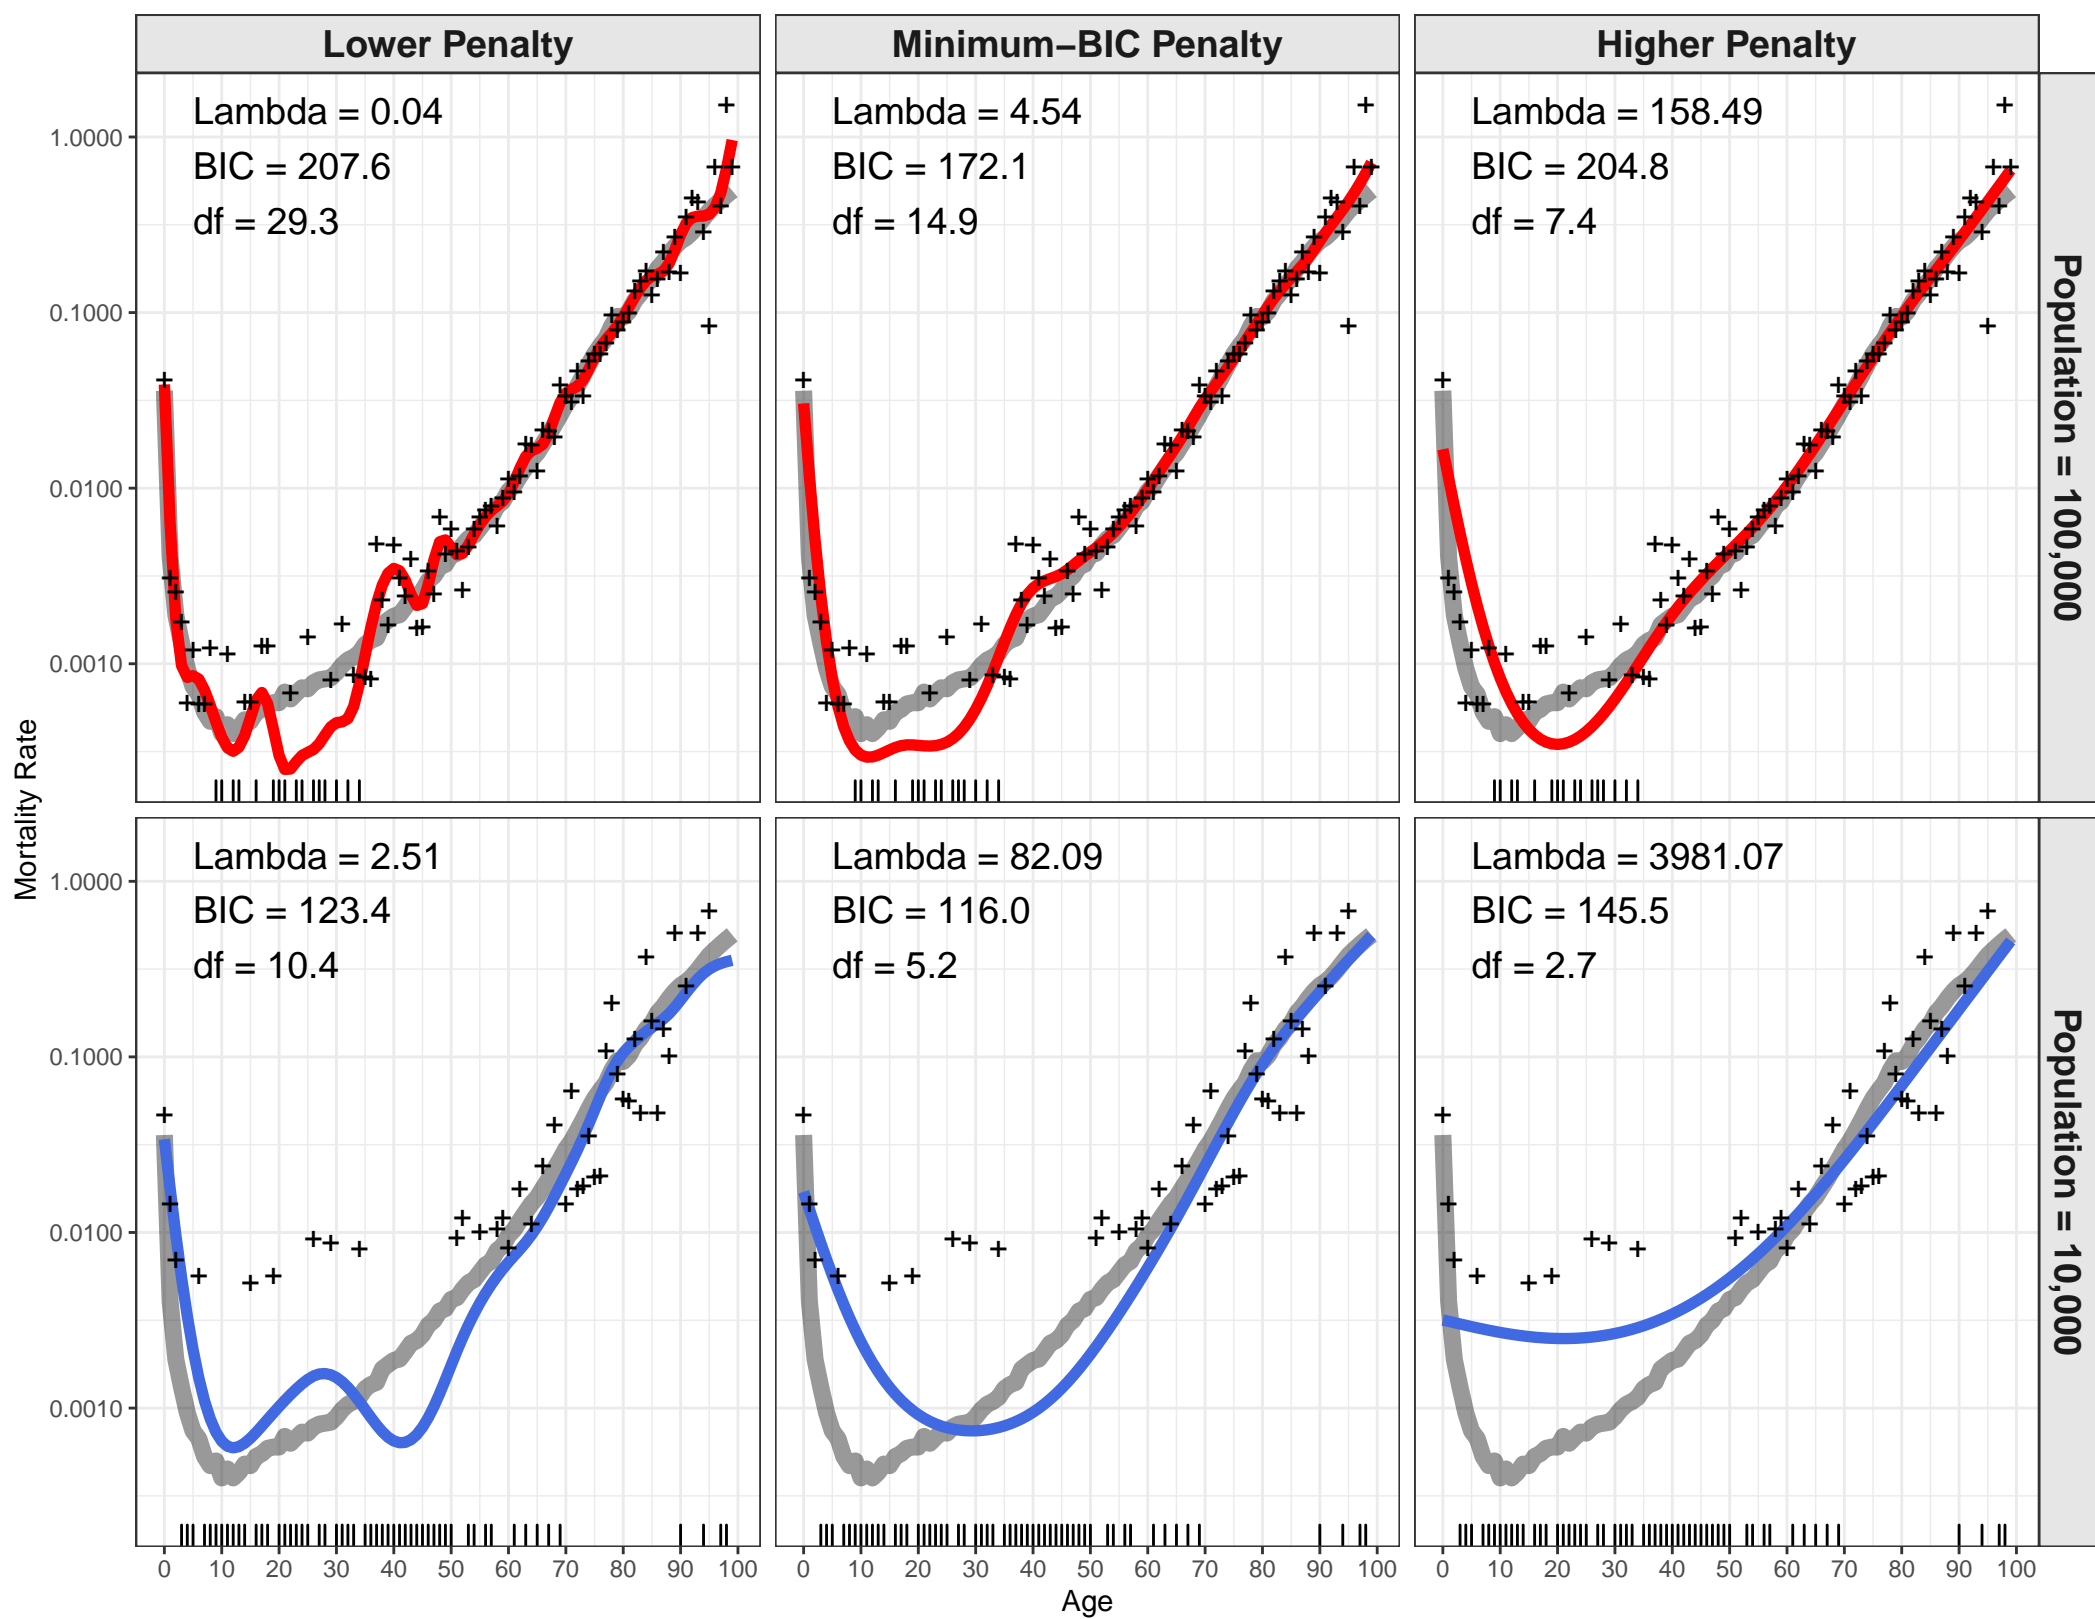 Lower Penalty
Minimum−BIC Penalty
Higher Penalty
Lambda = 0.04
BIC = 207.6
df = 29.3
Lambda = 4.54
BIC = 172.1
df = 14.9
Lambda = 158.49
BIC = 204.8
df = 7.4
1.0000
0.1000
0.0100
0.0010
Population = 100,000
Mortality Rate
Lambda = 2.51
BIC = 123.4
df = 10.4
Lambda = 82.09
BIC = 116.0
df = 5.2
Lambda = 3981.07
BIC = 145.5
df = 2.7
1.0000
0.1000
0.0100
0.0010
Population = 10,000
0 10 20 30 40 50 60 70 80 90 100
0 10 20 30 40 50 60 70 80 90 100
0 10 20 30 40 50 60 70 80 90 100
Age